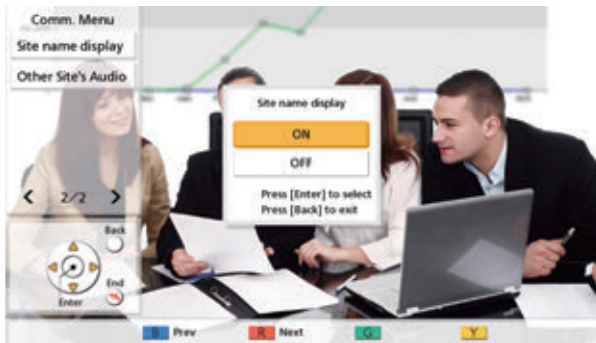 Comm. Menu
Site name display
Other Site's Audio
Site name display
ON
OFF
Press [Enter] to select
Press [Back] to exit
2/2
Back
End
Enter
B Prev R Next G Y